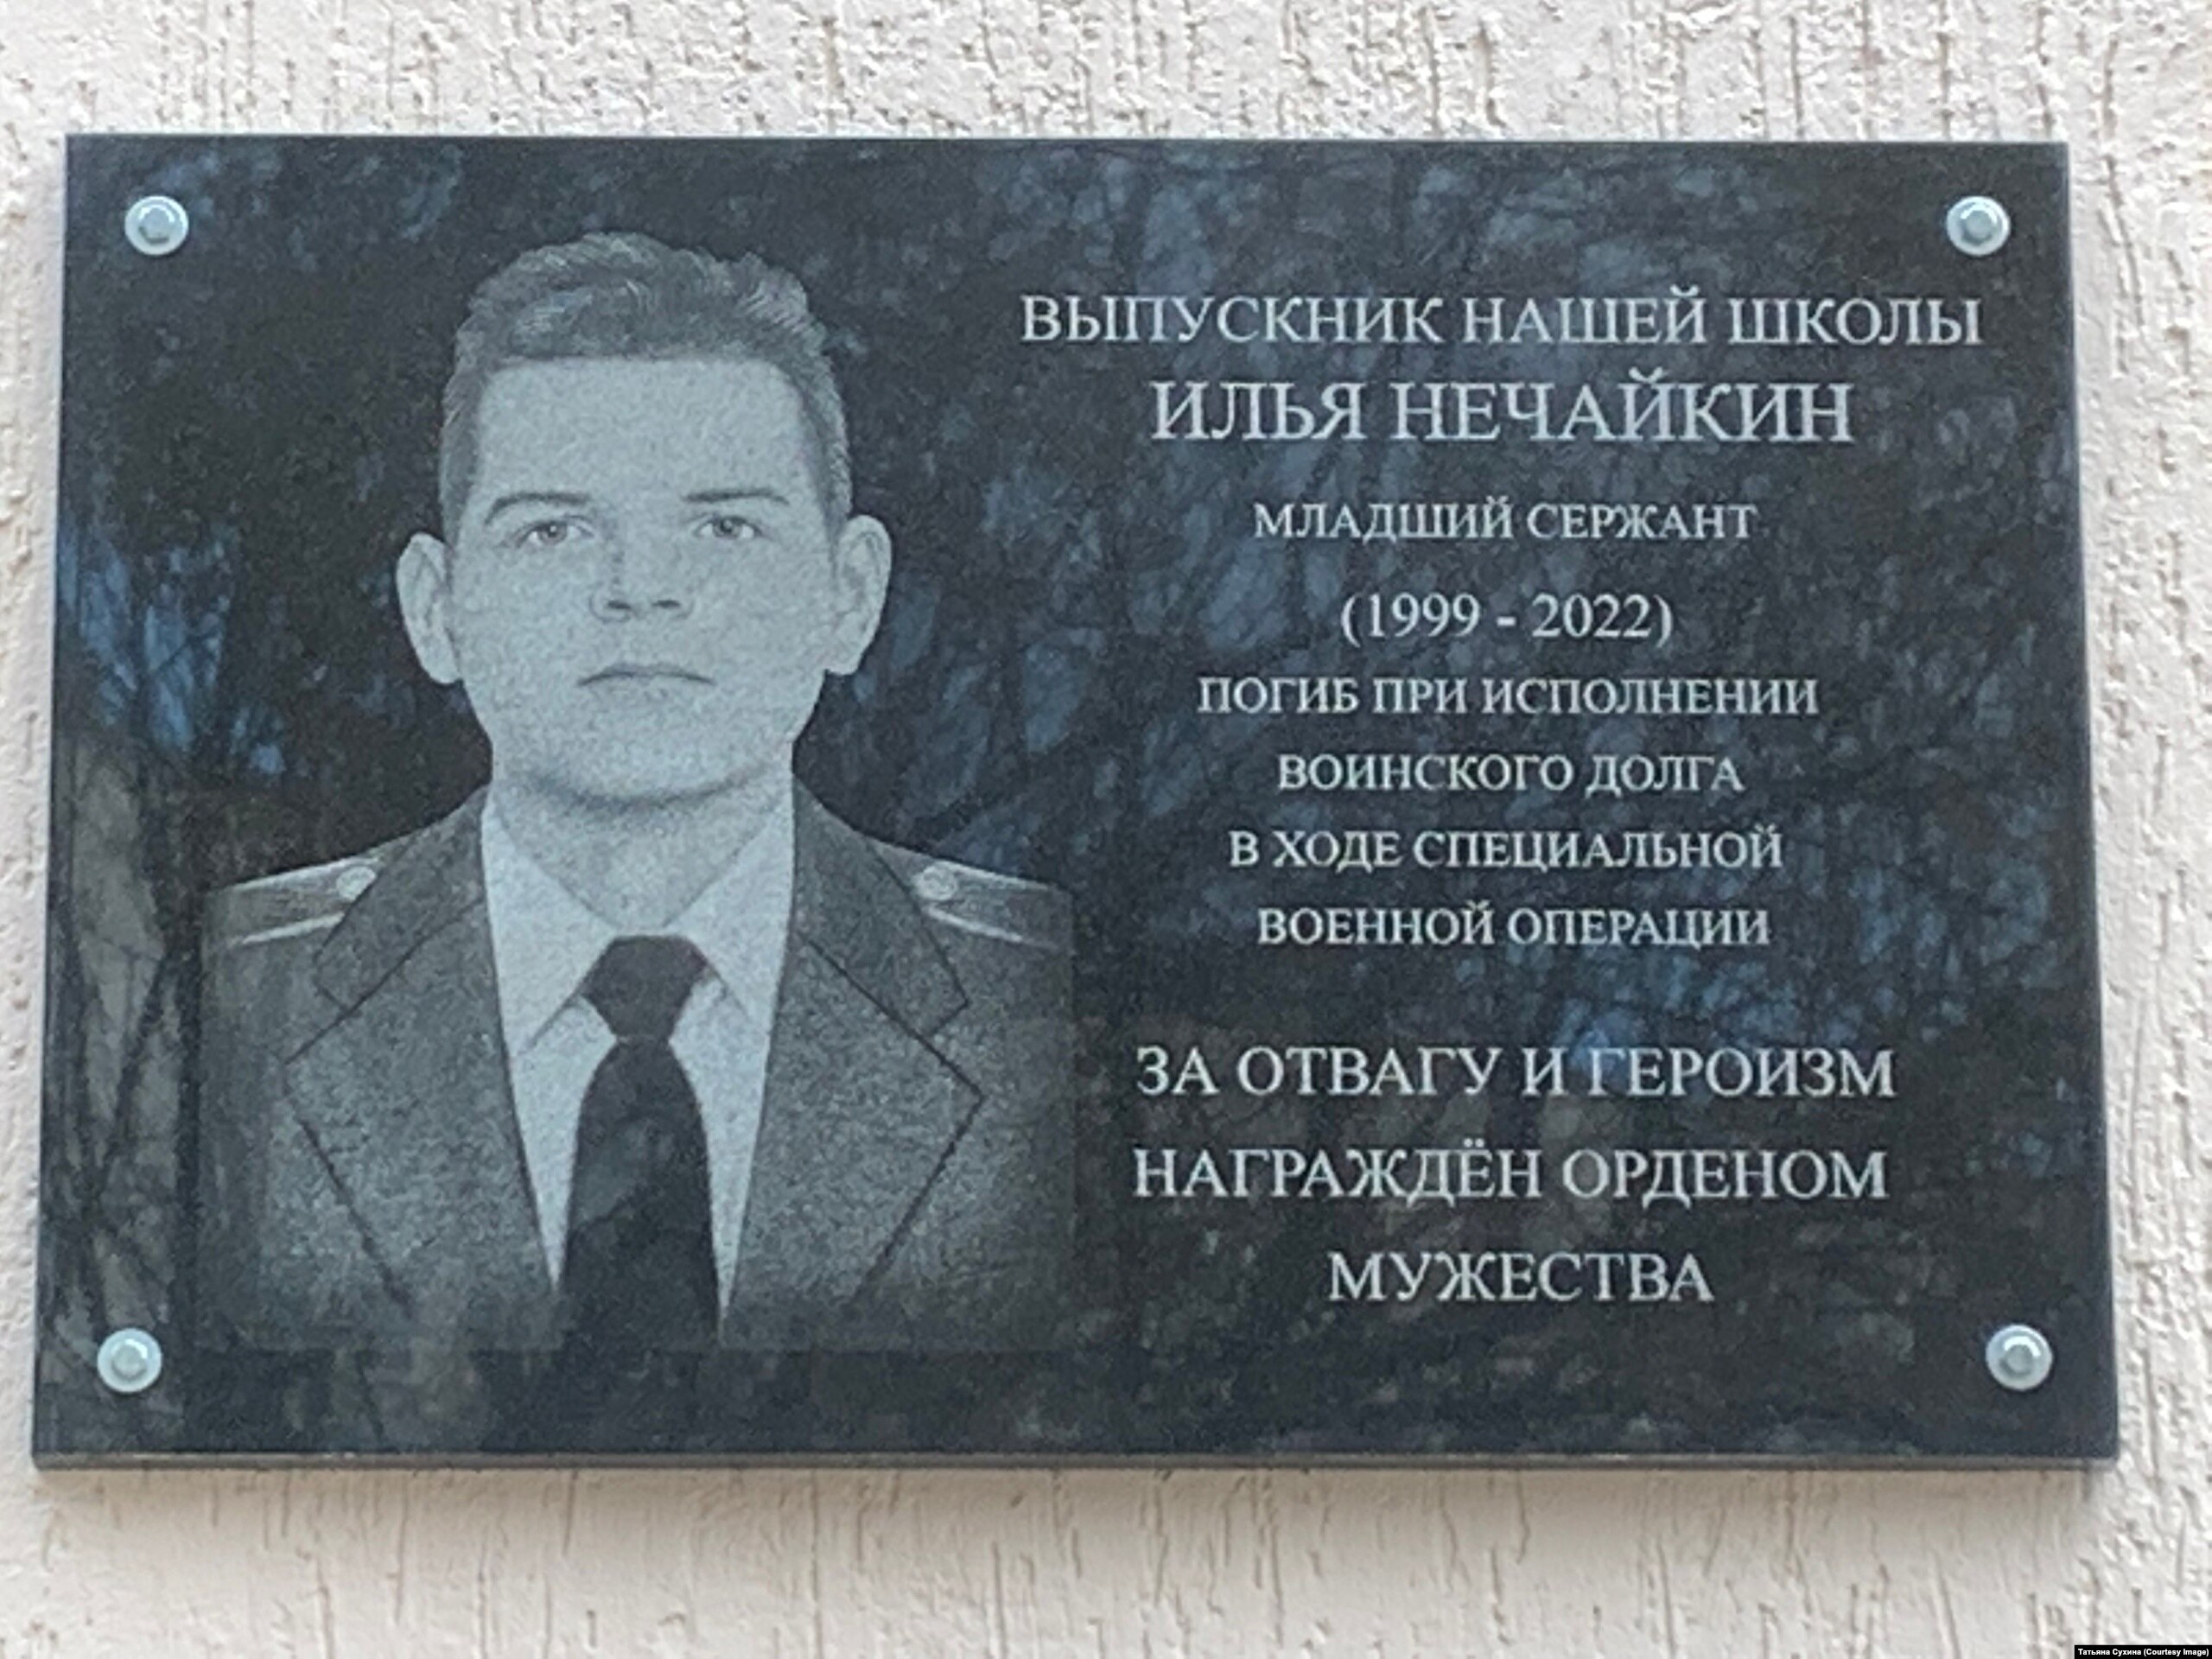 ВЫПУСКНИК НАШЕЙ ШКОЛЫ
ИЛЬЯ НЕЧАЙКИН
МЛАДШИЙ СЕРЖАНТ
(1999 - 2022)
ПОГИБ ПРИ ИСПОЛНЕНИИ
ВОИНСКОГО ДОЛГА
В ХОДЕ СПЕЦИАЛЬНОЙ
ВОЕННОЙ ОПЕРАЦИИ
ЗА ОТВАГУ И ГЕРОИЗМ
НАГРАЖДЁН ОРДЕНОМ
МУЖЕСТВА
Татьяна Сухина (Courtesy Image)